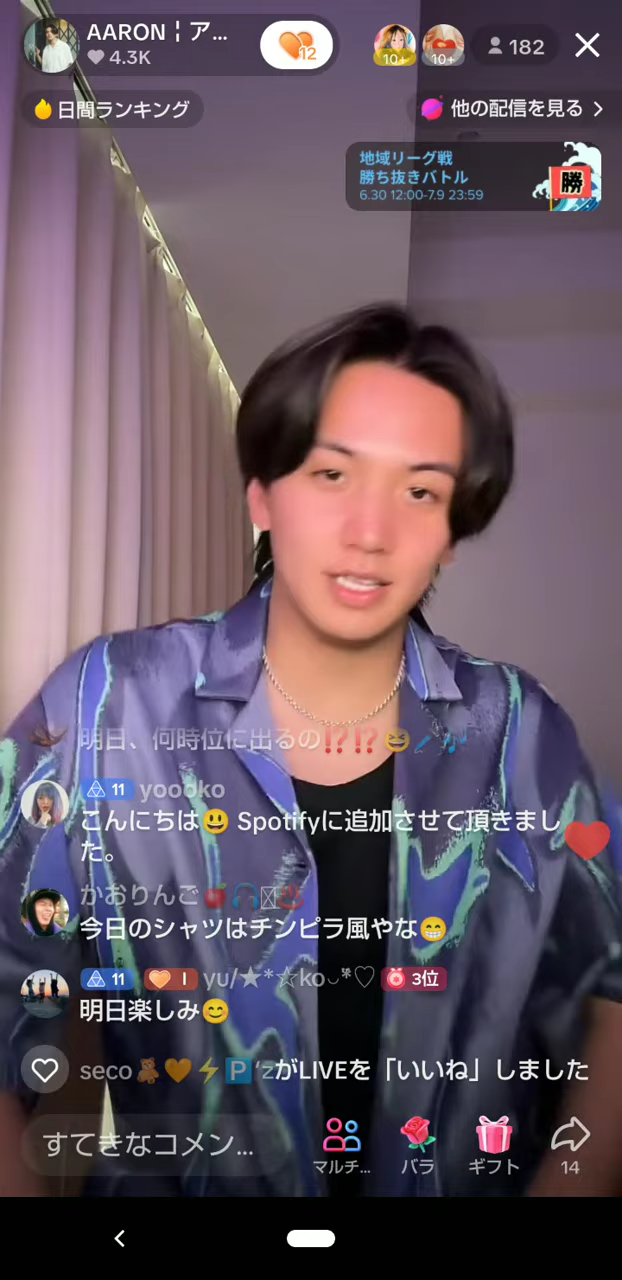 AARON ¦ ア...
4.3K
12
10+
10+
182
日間ランキング
他の配信を見る
地域リーグ戦
勝ち抜きバトル
6.30 12:00-7.9 23:59
勝
明日、何時位に出るの⁉️⁉️😆🎤🎶
11 yoooko
こんにちは😃 Spotifyに追加させて頂きまし
た。
かおりんご🍎🎧
今日のシャツはチンピラ風やな😁
11 I yu/★*☆ko◡̈*♡ 3位
明日楽しみ😊
seco🧸🧡⚡🅿️ 'zがLIVEを「いいね」しました
すてきなコメン...
マルチ...
バラ
ギフト
14